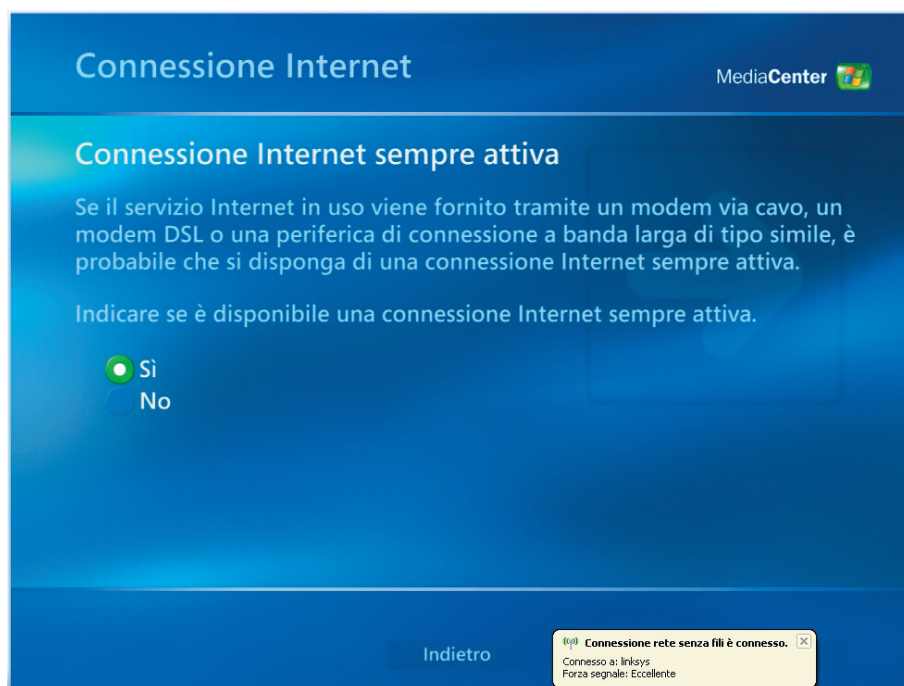 Connessione Internet
MediaCenter
Connessione Internet sempre attiva
Se il servizio Internet in uso viene fornito tramite un modem via cavo, un
modem DSL o una periferica di connessione a banda larga di tipo simile, è
probabile che si disponga di una connessione Internet sempre attiva.
Indicare se è disponibile una connessione Internet sempre attiva.
Sì
No
Indietro
Connessione rete senza fili è connesso.
Connesso a: linksys
Forza segnale: Eccellente